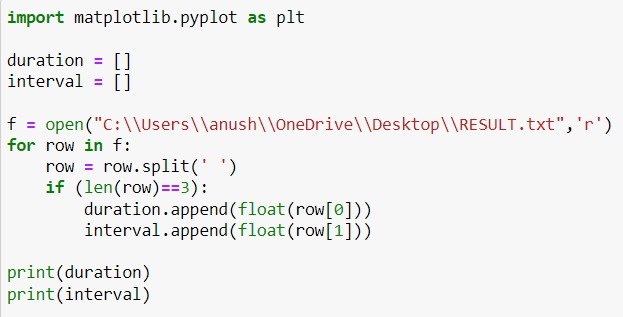 import matplotlib.pyplot as plt
duration = []
interval = []
f = open("C:\\Users\\anush\\OneDrive\\Desktop\\RESULT.txt",'r')
for row in f:
    row = row.split(' ')
    if (len(row)==3):
        duration.append(float(row[0]))
        interval.append(float(row[1]))
print(duration)
print(interval)